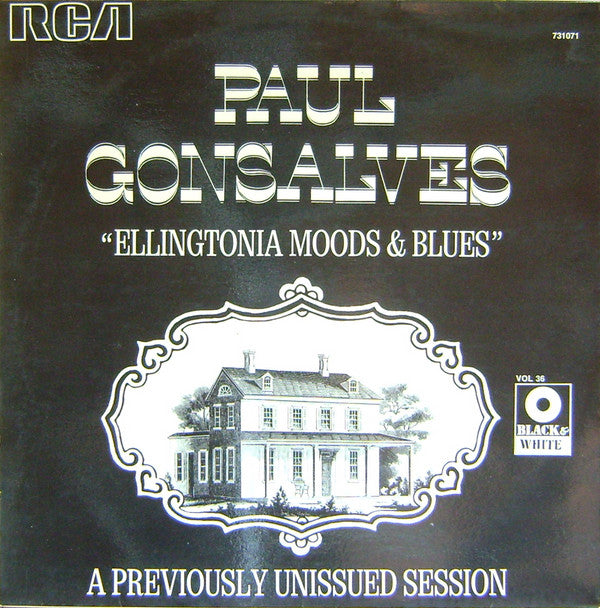 RCA
731071
PAUL
GONSALVES
“ELLINGTONIA MOODS & BLUES”
VOL 36
BLACK&
WHITE
A PREVIOUSLY UNISSUED SESSION